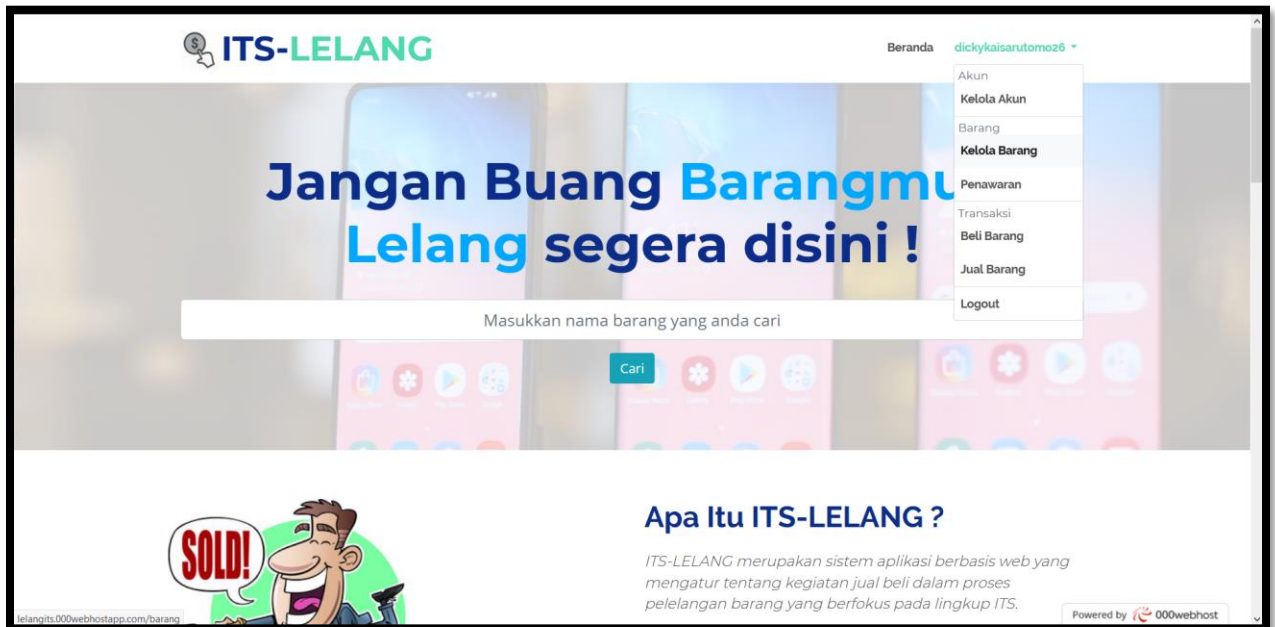 ITS-LELANG
Beranda
dickykaisarutomo26
Akun
Kelola Akun
Barang
Kelola Barang
Penawaran
Transaksi
Beli Barang
Jual Barang
Logout
Jangan Buang Barangmu
Lelang segera disini !
Masukkan nama barang yang anda cari
Cari
SOLD!
Apa Itu ITS-LELANG ?
ITS-LELANG merupakan sistem aplikasi berbasis web yang
mengatur tentang kegiatan jual beli dalam proses
pelelangan barang yang berfokus pada lingkup ITS.
lelangits.000webhostapp.com/barang
Powered by 000webhost